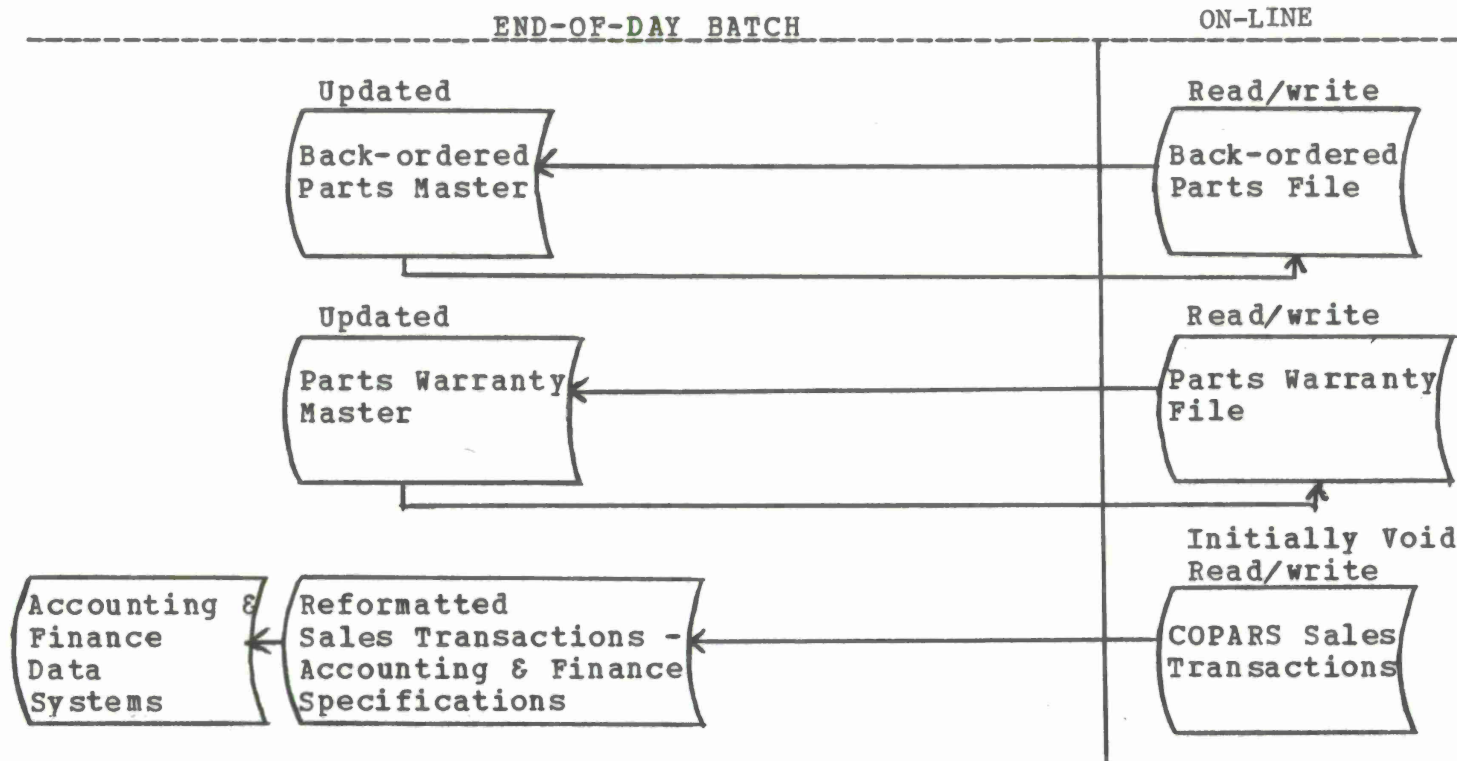 END-OF-DAY BATCH
ON-LINE
Updated
Back-ordered
Parts Master
Read/write
Back-ordered
Parts File
Updated
Parts Warranty
Master
Read/write
Parts Warranty
File
Accounting &
Finance
Data
Systems
Reformatted
Sales Transactions -
Accounting & Finance
Specifications
Initially Void
Read/write
COPARS Sales
Transactions